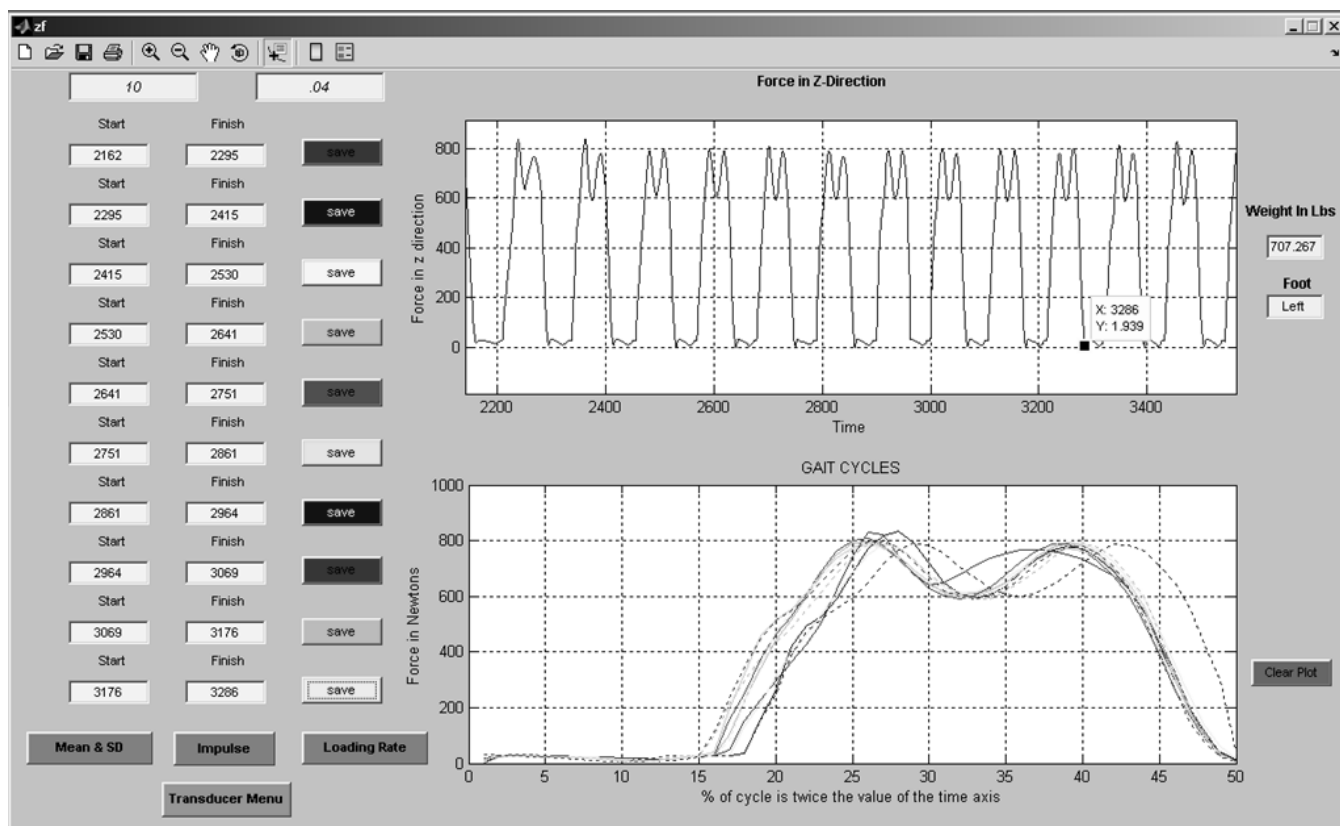 zf
10 .04
Start Finish
2162 2295 save
Start Finish
2295 2415 save
Start Finish
2415 2530 save
Start Finish
2530 2641 save
Start Finish
2641 2751 save
Start Finish
2751 2861 save
Start Finish
2861 2964 save
Start Finish
2964 3069 save
Start Finish
3069 3176 save
Start Finish
3176 3286 save
Mean & SD Impulse Loading Rate
Transducer Menu
Force in Z-Direction
Force in z direction
800
600
400
200
0
X: 3286
Y: 1.939
2200 2400 2600 2800 3000 3200 3400
Time
Weight In Lbs
707.267
Foot
Left
GAIT CYCLES
Force in Newtons
1000
800
600
400
200
0
0 5 10 15 20 25 30 35 40 45 50
% of cycle is twice the value of the time axis
Clear Plot